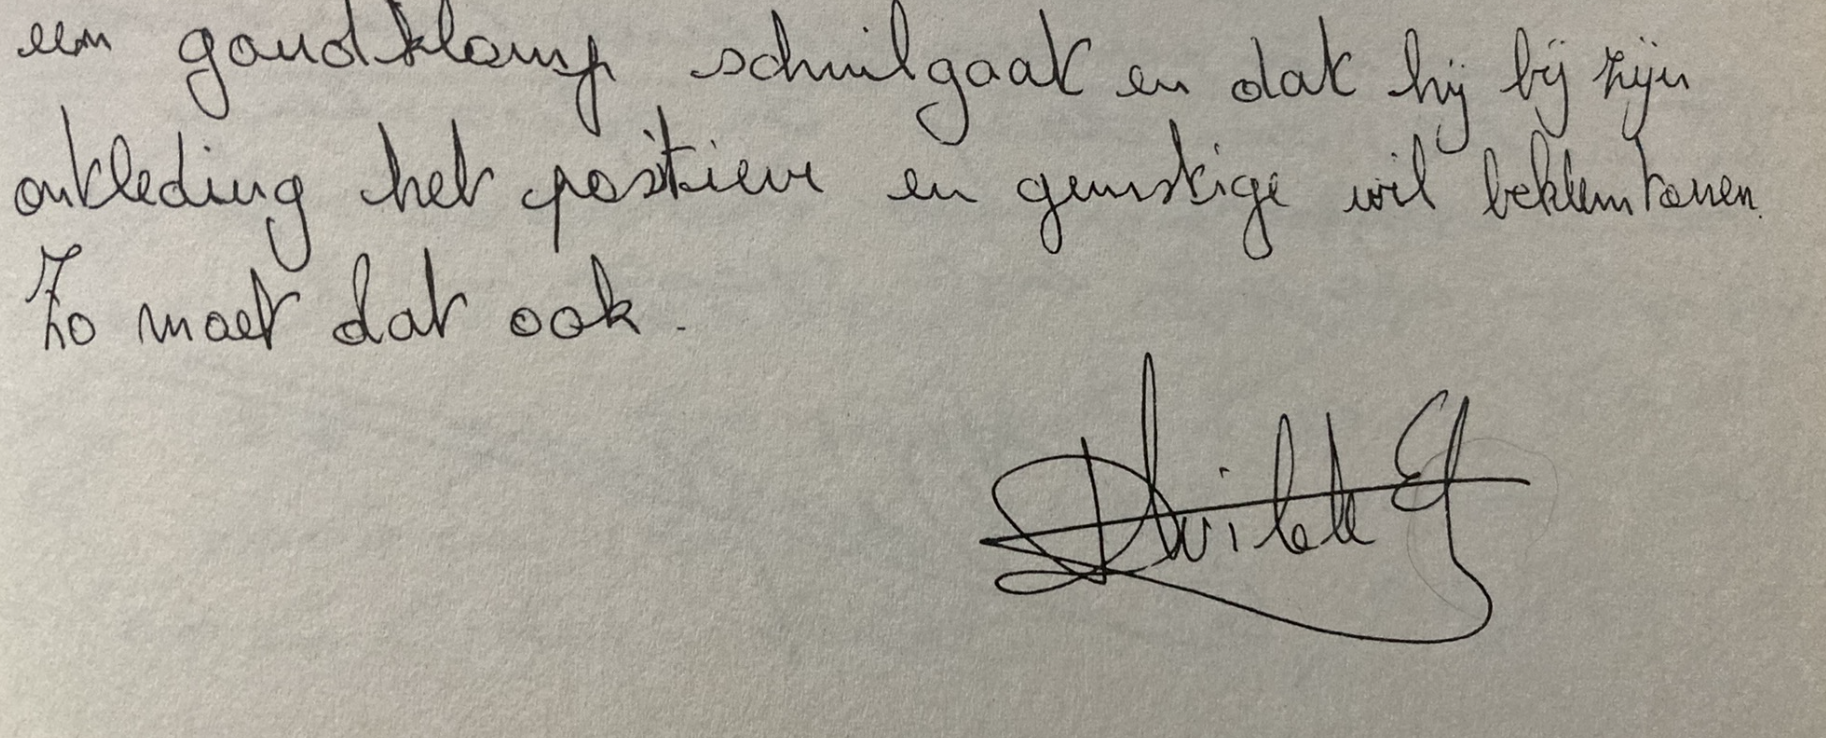 een goudklomp schuilgaat en dat hij bij zijn
ontleding het positieve en gunstige wil beklemtonen.
Zo moet dat ook.